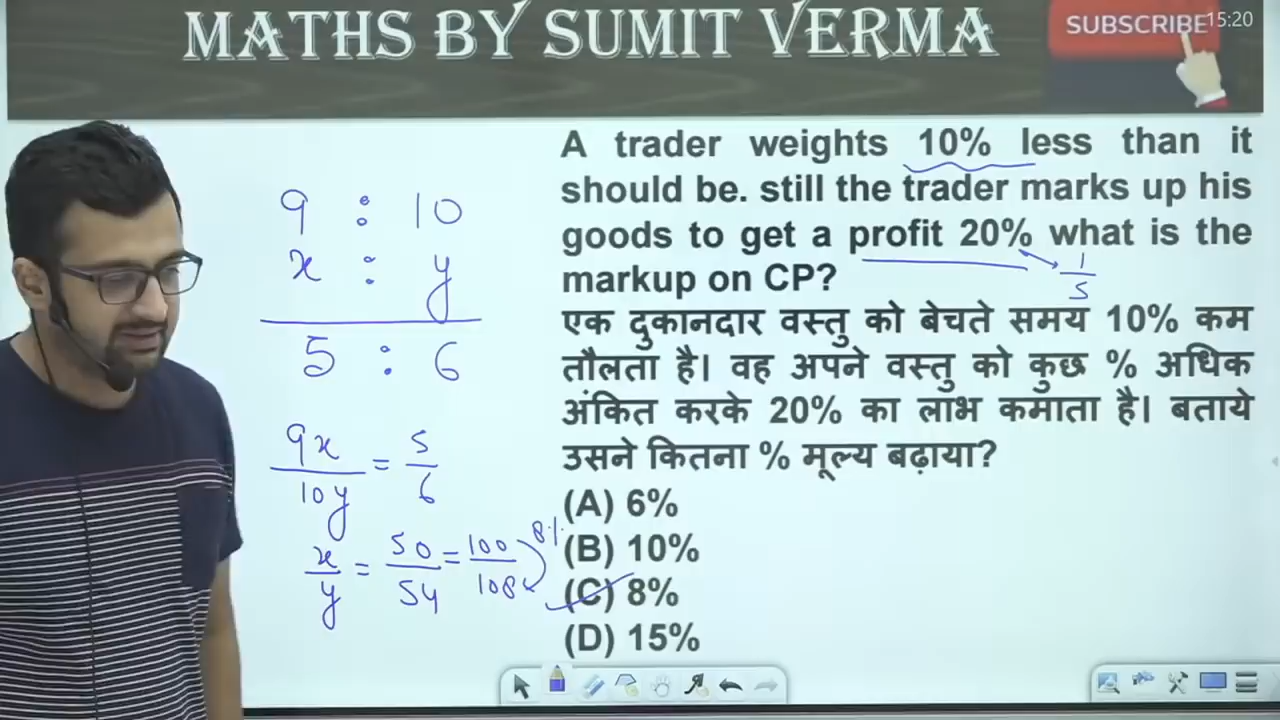 MATHS BY SUMIT VERMA
SUBSCRIBE
15:20
A trader weights 10% less than it
should be. still the trader marks up his
goods to get a profit 20% what is the
markup on CP?
1/5
एक दुकानदार वस्तु को बेचते समय 10% कम
तौलता है। वह अपने वस्तु को कुछ % अधिक
अंकित करके 20% का लाभ कमाता है। बताये
उसने कितना % मूल्य बढ़ाया?
(A) 6%
(B) 10%
(C) 8%
(D) 15%
9 : 10
x : y
5 : 6
9x/10y = 5/6
x/y = 50/54 = 100/108 8%